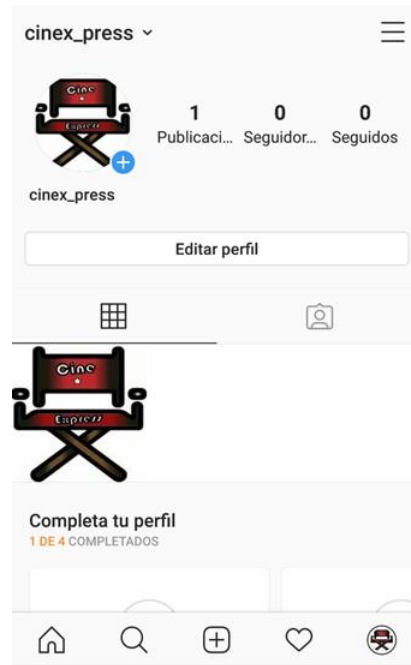 cinex_press
Cine
Express
1 0 0
Publicaci... Seguidor... Seguidos
cinex_press
Editar perfil
Cine
Express
Completa tu perfil
1 DE 4 COMPLETADOS